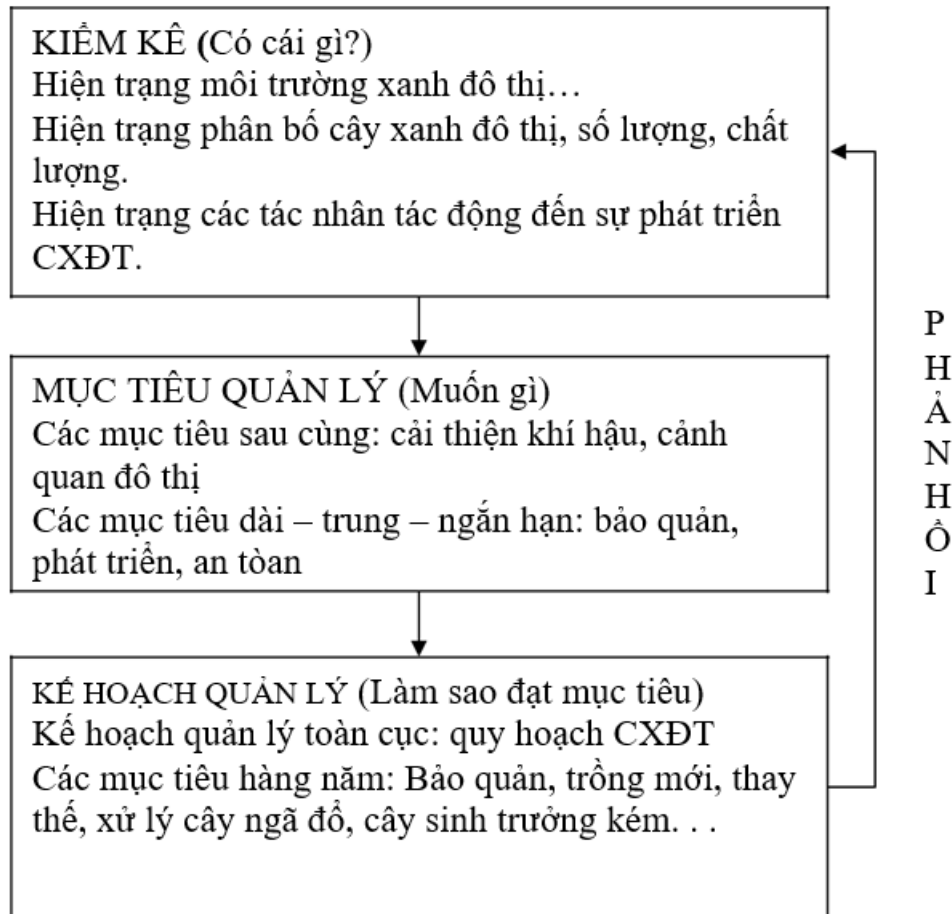 KIỂM KÊ (Có cái gì?)
Hiện trạng môi trường xanh đô thị…
Hiện trạng phân bố cây xanh đô thị, số lượng, chất
lượng.
Hiện trạng các tác nhân tác động đến sự phát triển
CXĐT.
MỤC TIÊU QUẢN LÝ (Muốn gì)
Các mục tiêu sau cùng: cải thiện khí hậu, cảnh
quan đô thị
Các mục tiêu dài – trung – ngắn hạn: bảo quản,
phát triển, an tòan
KẾ HOẠCH QUẢN LÝ (Làm sao đạt mục tiêu)
Kế hoạch quản lý toàn cục: quy hoạch CXĐT
Các mục tiêu hàng năm: Bảo quản, trồng mới, thay
thế, xử lý cây ngã đổ, cây sinh trưởng kém. . .
P
H
Ả
N
H
Ồ
I